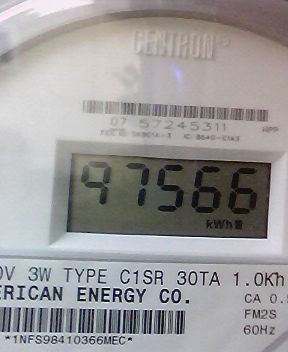 CENTRON®
07 57245311
97566
kWh
0V 3W TYPE C1SR 30TA 1.0Kh
ERICAN ENERGY CO.
CA 0.5
FM2S
60Hz
*1NFS98410366MEC*